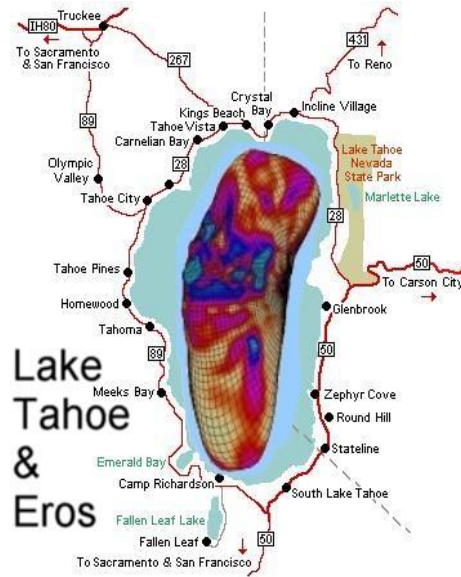 Truckee
IH80
To Sacramento
& San Francisco
267
431
To Reno
Crystal
Bay
Kings Beach
Incline Village
Tahoe Vista
89
Carnelian Bay
28
Olympic
Valley
Tahoe City
Lake Tahoe
Nevada
State Park
Marlette Lake
28
50
To Carson City
Tahoe Pines
Homewood
Glenbrook
Tahoma
89
50
Lake
Tahoe
&
Eros
Meeks Bay
Zephyr Cove
Round Hill
Emerald Bay
Stateline
Camp Richardson
South Lake Tahoe
Fallen Leaf Lake
Fallen Leaf
50
To Sacramento & San Francisco